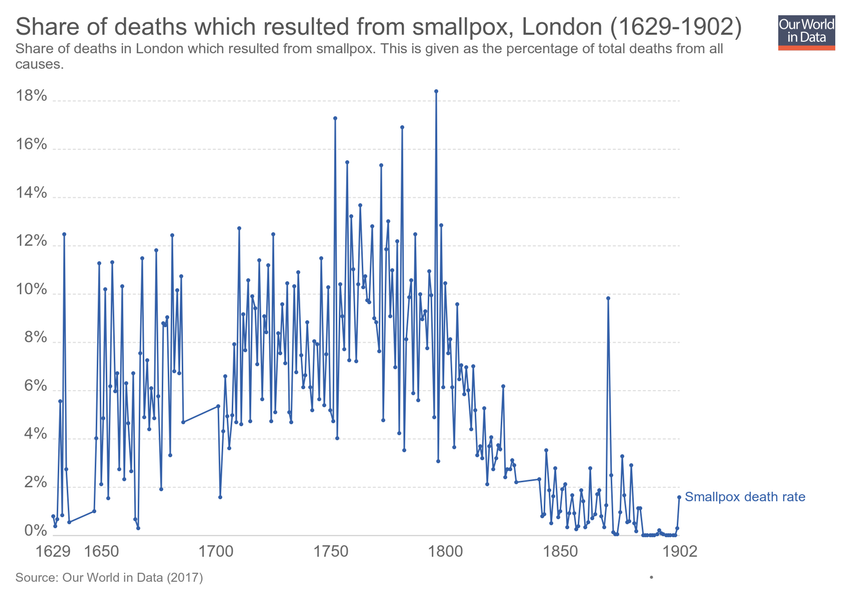 Share of deaths which resulted from smallpox, London (1629-1902)
Our World
in Data
Share of deaths in London which resulted from smallpox. This is given as the percentage of total deaths from all
causes.
18%
16%
14%
12%
10%
8%
6%
4%
2%
Smallpox death rate
0%
1629 1650 1700 1750 1800 1850 1902
Source: Our World in Data (2017)